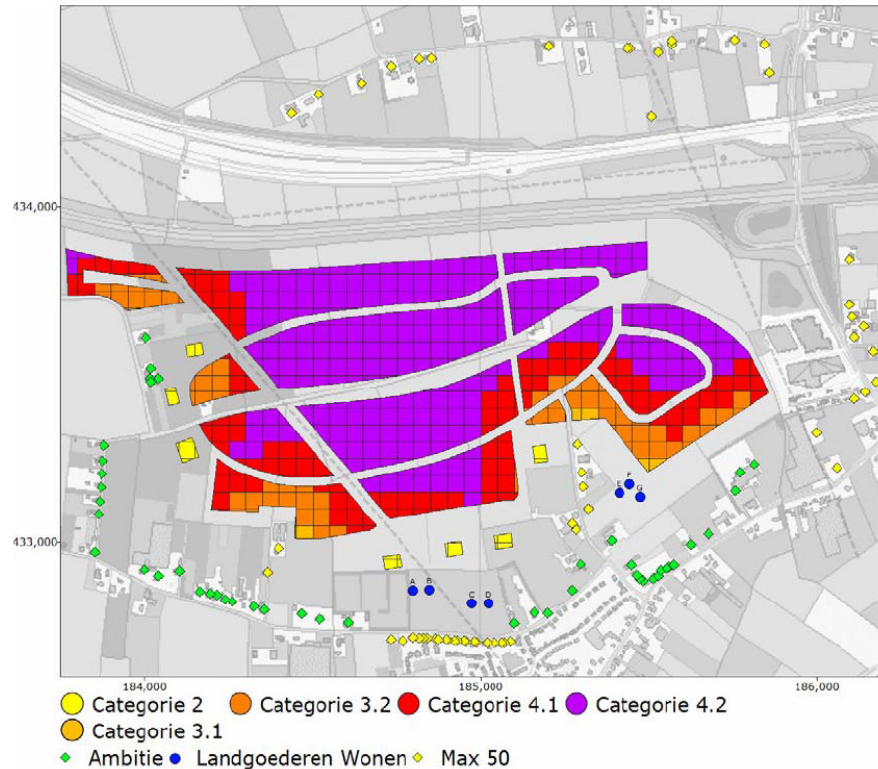 434,000
F
E
G
433,000
A B
C D
184,000 185,000 186,000
Categorie 2 Categorie 3.2 Categorie 4.1 Categorie 4.2
Categorie 3.1
Ambitie Landgoederen Wonen Max 50